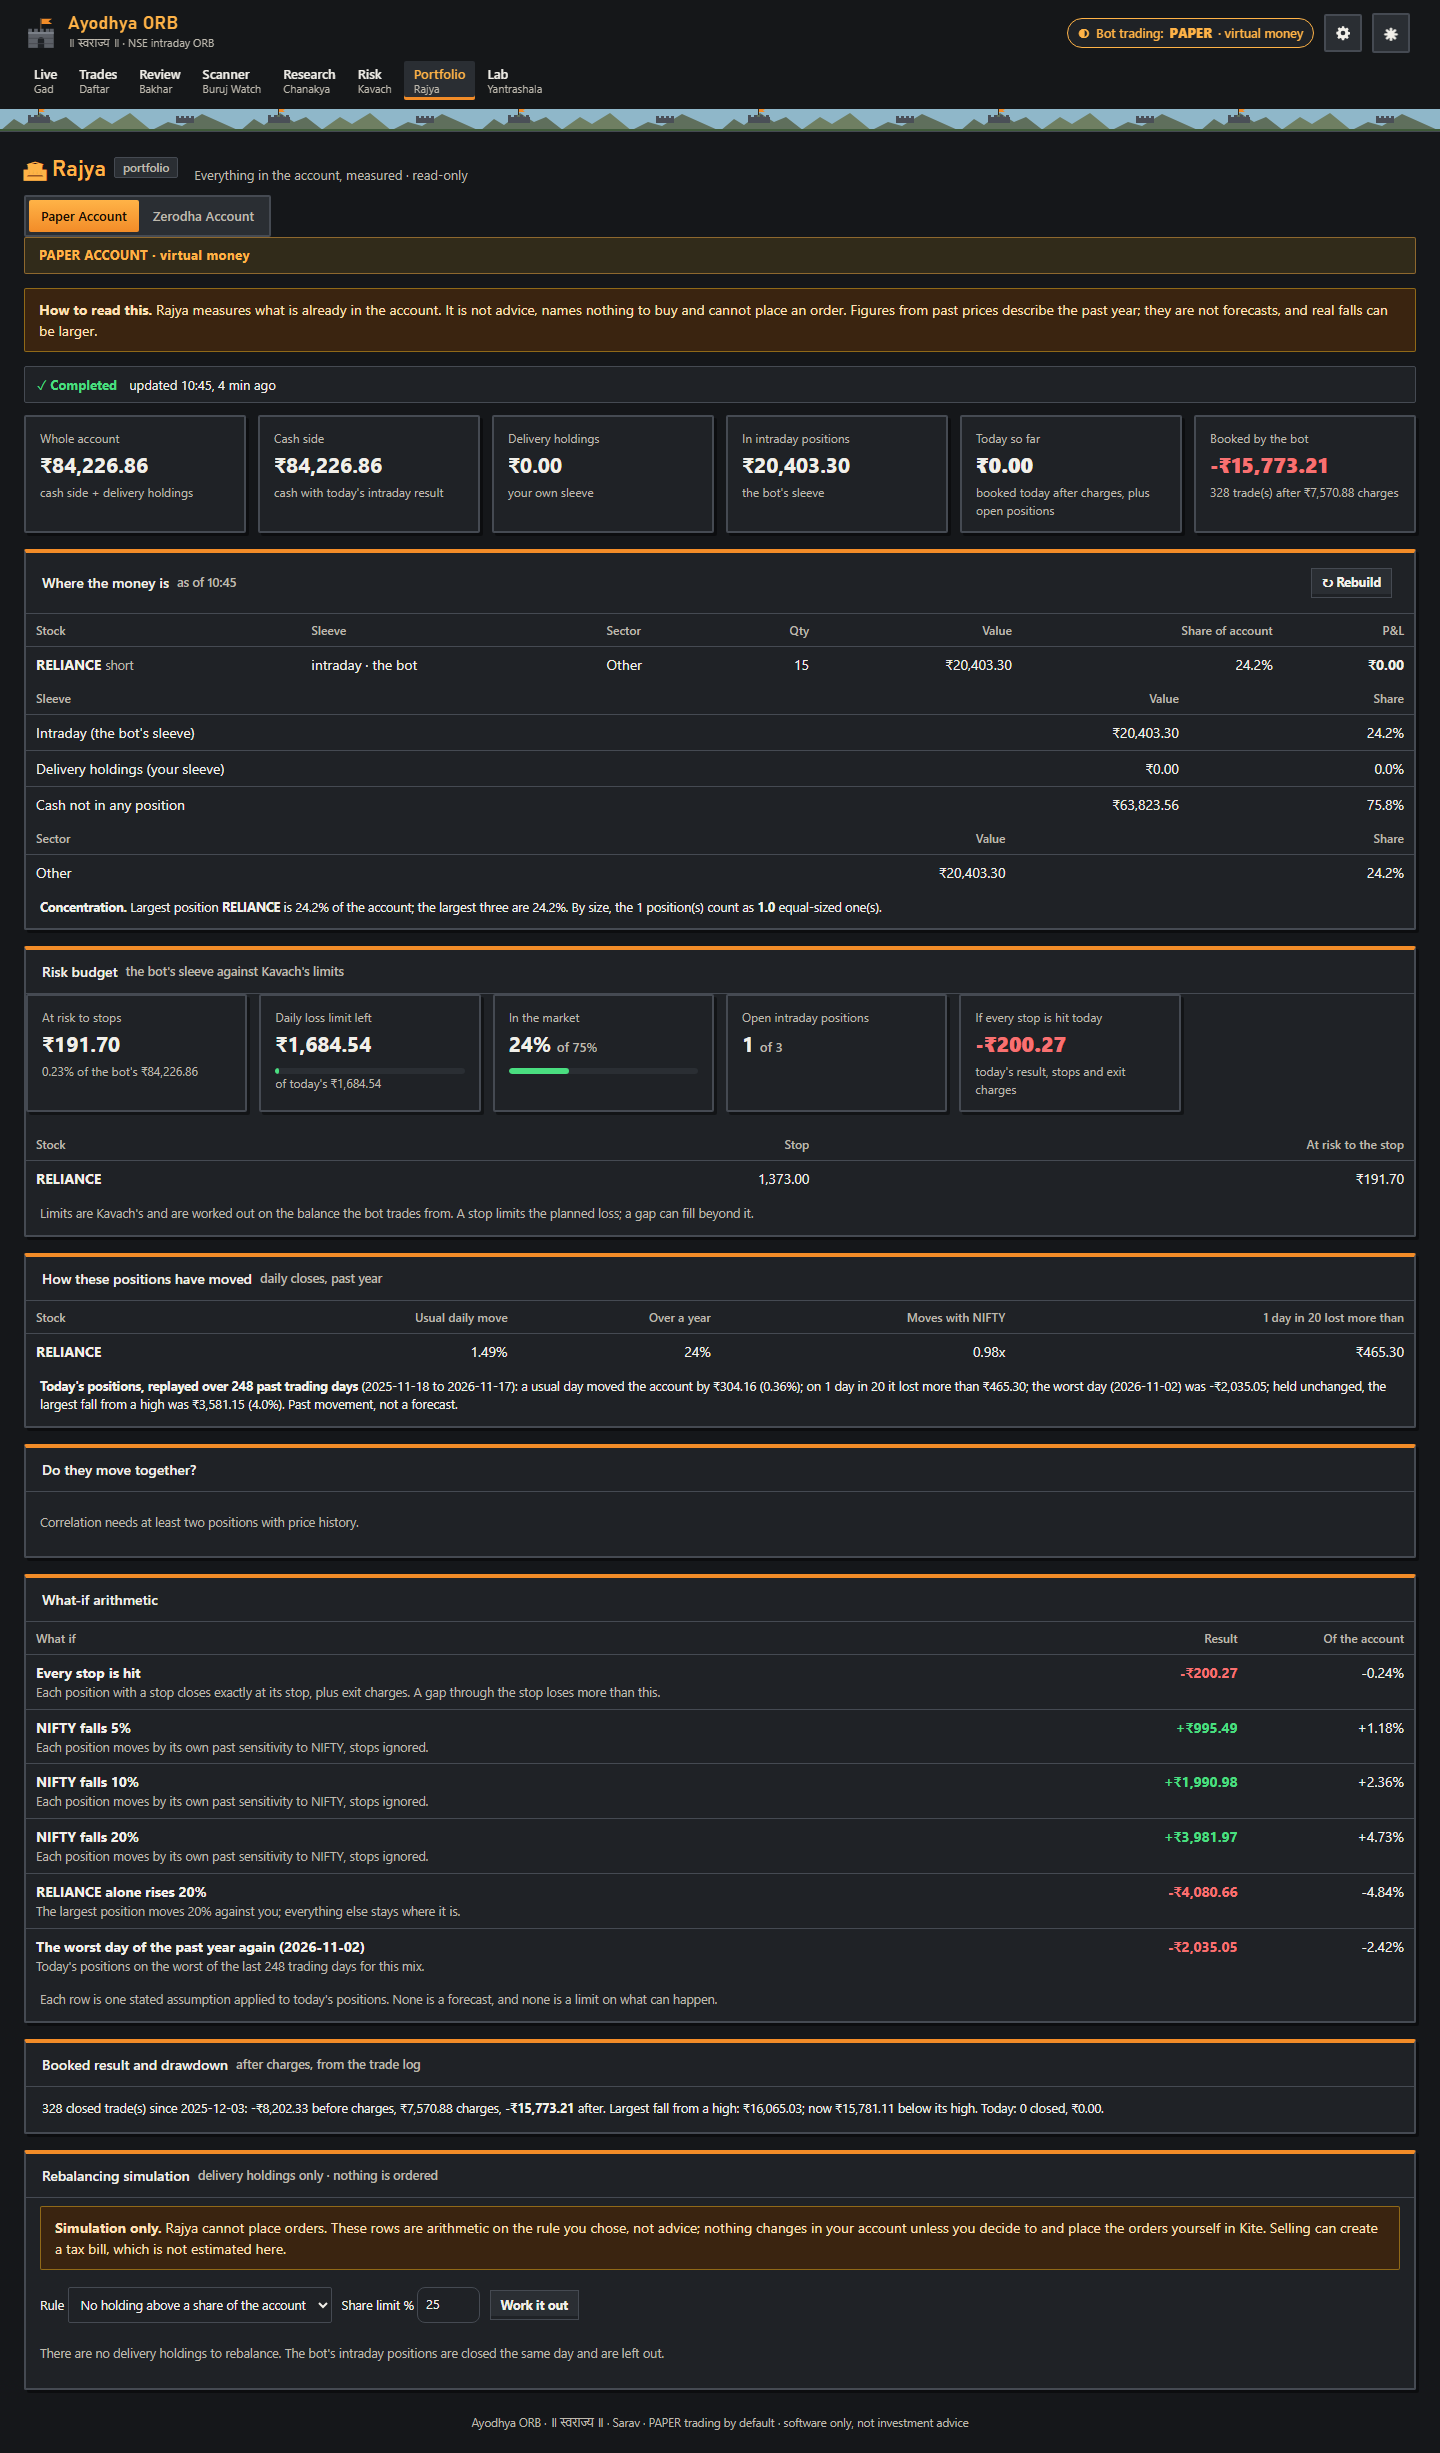 Ayodhya ORB
॥ स्वराज्य ॥ · NSE intraday ORB
Bot trading: PAPER · virtual money
Live
Gad
Trades
Daftar
Review
Bakhar
Scanner
Buruj Watch
Research
Chanakya
Risk
Kavach
Portfolio
Rajya
Lab
Yantrashala
Rajya portfolio Everything in the account, measured · read-only
Paper Account Zerodha Account
PAPER ACCOUNT · virtual money
How to read this. Rajya measures what is already in the account. It is not advice, names nothing to buy and cannot place an order. Figures from past prices describe the past year; they are not forecasts, and real falls can
be larger.
✓ Completed updated 10:45, 4 min ago
Whole account
₹84,226.86
cash side + delivery holdings
Cash side
₹84,226.86
cash with today's intraday result
Delivery holdings
₹0.00
your own sleeve
In intraday positions
₹20,403.30
the bot's sleeve
Today so far
₹0.00
booked today after charges, plus
open positions
Booked by the bot
-₹15,773.21
328 trade(s) after ₹7,570.88 charges
Where the money is as of 10:45
↻ Rebuild
Stock Sleeve Sector Qty Value Share of account P&L
RELIANCE short intraday · the bot Other 15 ₹20,403.30 24.2% ₹0.00
Sleeve Value Share
Intraday (the bot's sleeve) ₹20,403.30 24.2%
Delivery holdings (your sleeve) ₹0.00 0.0%
Cash not in any position ₹63,823.56 75.8%
Sector Value Share
Other ₹20,403.30 24.2%
Concentration. Largest position RELIANCE is 24.2% of the account; the largest three are 24.2%. By size, the 1 position(s) count as 1.0 equal-sized one(s).
Risk budget the bot's sleeve against Kavach's limits
At risk to stops
₹191.70
0.23% of the bot's ₹84,226.86
Daily loss limit left
₹1,684.54
of today's ₹1,684.54
In the market
24% of 75%
Open intraday positions
1 of 3
If every stop is hit today
-₹200.27
today's result, stops and exit
charges
Stock Stop At risk to the stop
RELIANCE 1,373.00 ₹191.70
Limits are Kavach's and are worked out on the balance the bot trades from. A stop limits the planned loss; a gap can fill beyond it.
How these positions have moved daily closes, past year
Stock Usual daily move Over a year Moves with NIFTY 1 day in 20 lost more than
RELIANCE 1.49% 24% 0.98x ₹465.30
Today's positions, replayed over 248 past trading days (2025-11-18 to 2026-11-17): a usual day moved the account by ₹304.16 (0.36%); on 1 day in 20 it lost more than ₹465.30; the worst day (2026-11-02) was -₹2,035.05; held unchanged, the
largest fall from a high was ₹3,581.15 (4.0%). Past movement, not a forecast.
Do they move together?
Correlation needs at least two positions with price history.
What-if arithmetic
What if Result Of the account
Every stop is hit -₹200.27 -0.24%
Each position with a stop closes exactly at its stop, plus exit charges. A gap through the stop loses more than this.
NIFTY falls 5% +₹995.49 +1.18%
Each position moves by its own past sensitivity to NIFTY, stops ignored.
NIFTY falls 10% +₹1,990.98 +2.36%
Each position moves by its own past sensitivity to NIFTY, stops ignored.
NIFTY falls 20% +₹3,981.97 +4.73%
Each position moves by its own past sensitivity to NIFTY, stops ignored.
RELIANCE alone rises 20% -₹4,080.66 -4.84%
The largest position moves 20% against you; everything else stays where it is.
The worst day of the past year again (2026-11-02) -₹2,035.05 -2.42%
Today's positions on the worst of the last 248 trading days for this mix.
Each row is one stated assumption applied to today's positions. None is a forecast, and none is a limit on what can happen.
Booked result and drawdown after charges, from the trade log
328 closed trade(s) since 2025-12-03: -₹8,202.33 before charges, ₹7,570.88 charges, -₹15,773.21 after. Largest fall from a high: ₹16,065.03; now ₹15,781.11 below its high. Today: 0 closed, ₹0.00.
Rebalancing simulation delivery holdings only · nothing is ordered
Simulation only. Rajya cannot place orders. These rows are arithmetic on the rule you chose, not advice; nothing changes in your account unless you decide to and place the orders yourself in Kite. Selling can create
a tax bill, which is not estimated here.
Rule No holding above a share of the account Share limit % 25 Work it out
There are no delivery holdings to rebalance. The bot's intraday positions are closed the same day and are left out.
Ayodhya ORB · ॥ स्वराज्य ॥ · Sarav · PAPER trading by default · software only, not investment advice